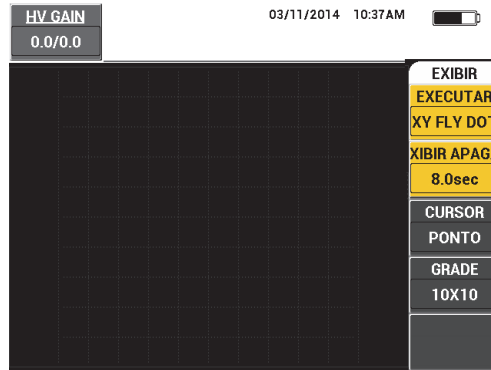 HV GAIN
0.0/0.0
03/11/2014 10:37AM
EXIBIR
EXECUTAR
XY FLY DOT
XIBIR APAG
8.0sec
CURSOR
PONTO
GRADE
10X10